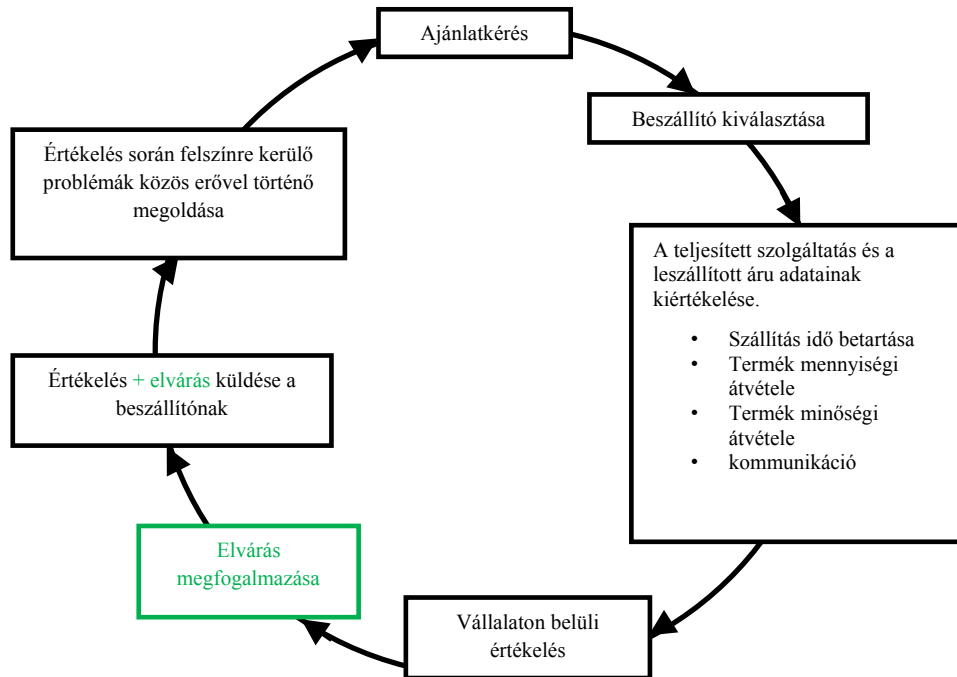 Ajánlatkérés
Beszállító kiválasztása
A teljesített szolgáltatás és a
leszállított áru adatainak
kiértékelése.
• Szállítás idő betartása
• Termék mennyiségi
átvétele
• Termék minőségi
átvétele
• kommunikáció
Vállalaton belüli
értékelés
Elvárás
megfogalmazása
Értékelés + elvárás küldése a
beszállítónak
Értékelés során felszínre kerülő
problémák közös erővel történő
megoldása